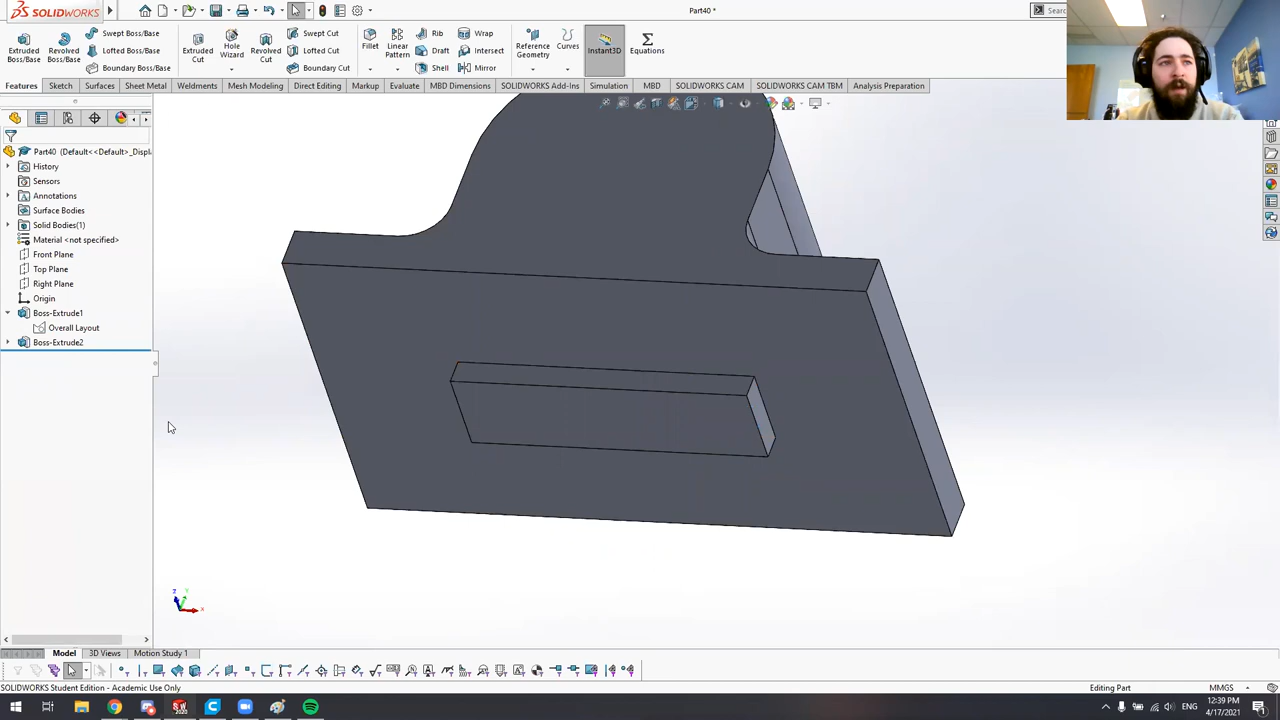 SOLIDWORKS
Part40 *
Sear
Extruded Boss/Base
Revolved Boss/Base
Swept Boss/Base
Lofted Boss/Base
Boundary Boss/Base
Extruded Cut
Hole Wizard
Revolved Cut
Swept Cut
Lofted Cut
Boundary Cut
Fillet
Linear Pattern
Rib
Draft
Shell
Wrap
Intersect
Mirror
Reference Geometry
Curves
Instant3D
Equations
Features Sketch Surfaces Sheet Metal Weldments Mesh Modeling Direct Editing Markup Evaluate MBD Dimensions SOLIDWORKS Add-Ins Simulation MBD SOLIDWORKS CAM SOLIDWORKS CAM TBM Analysis Preparation
Part40 (Default<<Default>_Displa
History
Sensors
Annotations
Surface Bodies
Solid Bodies(1)
Material <not specified>
Front Plane
Top Plane
Right Plane
Origin
Boss-Extrude1
Overall Layout
Boss-Extrude2
Z Y X
Model 3D Views Motion Study 1
SOLIDWORKS Student Edition - Academic Use Only
Editing Part
MMGS
ENG
12:39 PM
4/17/2021